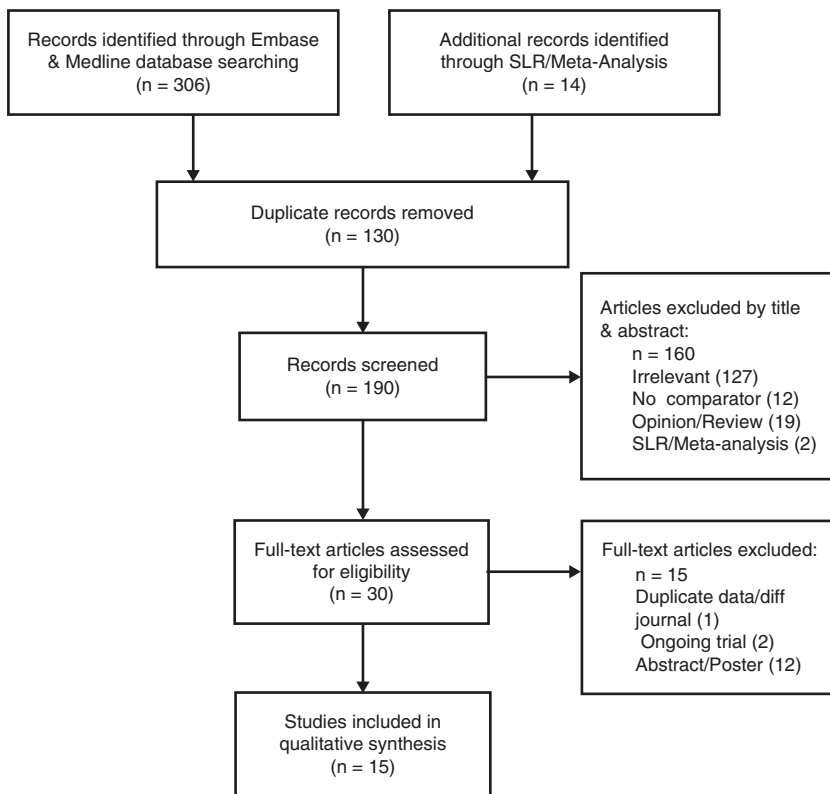 Records identified through Embase
& Medline database searching
(n = 306)
Additional records identified
through SLR/Meta-Analysis
(n = 14)
Duplicate records removed
(n = 130)
Records screened
(n = 190)
Articles excluded by title
& abstract:
n = 160
Irrelevant (127)
No comparator (12)
Opinion/Review (19)
SLR/Meta-analysis (2)
Full-text articles assessed
for eligibility
(n = 30)
Full-text articles excluded:
n = 15
Duplicate data/diff
journal (1)
Ongoing trial (2)
Abstract/Poster (12)
Studies included in
qualitative synthesis
(n = 15)